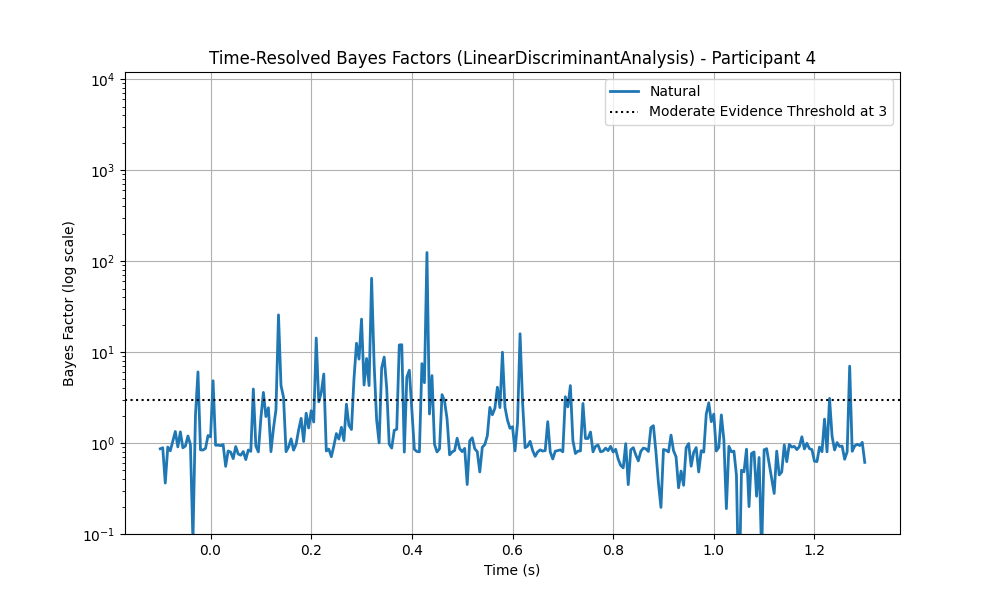 Time-Resolved Bayes Factors (LinearDiscriminantAnalysis) - Participant 4
Natural
Moderate Evidence Threshold at 3
Bayes Factor (log scale)
10⁴
10³
10²
10¹
10⁰
10⁻¹
0.0 0.2 0.4 0.6 0.8 1.0 1.2
Time (s)